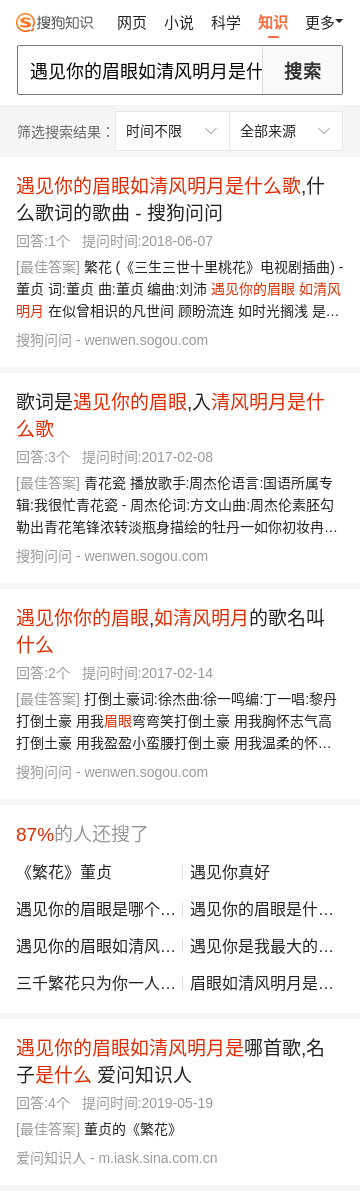 搜狗知识 网页 小说 科学 知识 更多
遇见你的眉眼如清风明月是什 搜索
筛选搜索结果： 时间不限 全部来源
遇见你的眉眼如清风明月是什么歌,什
么歌词的歌曲 - 搜狗问问
回答:1个 提问时间:2018-06-07
[最佳答案] 繁花 (《三生三世十里桃花》电视剧插曲) -
董贞 词:董贞 曲:董贞 编曲:刘沛 遇见你的眉眼 如清风
明月 在似曾相识的凡世间 顾盼流连 如时光搁浅 是…
搜狗问问 - wenwen.sogou.com
歌词是遇见你的眉眼,入清风明月是什
么歌
回答:3个 提问时间:2017-02-08
[最佳答案] 青花瓷 播放歌手:周杰伦语言:国语所属专
辑:我很忙青花瓷 - 周杰伦词:方文山曲:周杰伦素胚勾
勒出青花笔锋浓转淡瓶身描绘的牡丹一如你初妆冉…
搜狗问问 - wenwen.sogou.com
遇见你你的眉眼,如清风明月的歌名叫
什么
回答:2个 提问时间:2017-02-14
[最佳答案] 打倒土豪词:徐杰曲:徐一鸣编:丁一唱:黎丹
打倒土豪 用我眉眼弯弯笑打倒土豪 用我胸怀志气高
打倒土豪 用我盈盈小蛮腰打倒土豪 用我温柔的怀…
搜狗问问 - wenwen.sogou.com
87%的人还搜了
《繁花》董贞 遇见你真好
遇见你的眉眼是哪个… 遇见你的眉眼是什…
遇见你的眉眼如清风… 遇见你是我最大的…
三千繁花只为你一人… 眉眼如清风明月是…
遇见你的眉眼如清风明月是哪首歌,名
子是什么 爱问知识人
回答:4个 提问时间:2019-05-19
[最佳答案] 董贞的《繁花》
爱问知识人 - m.iask.sina.com.cn